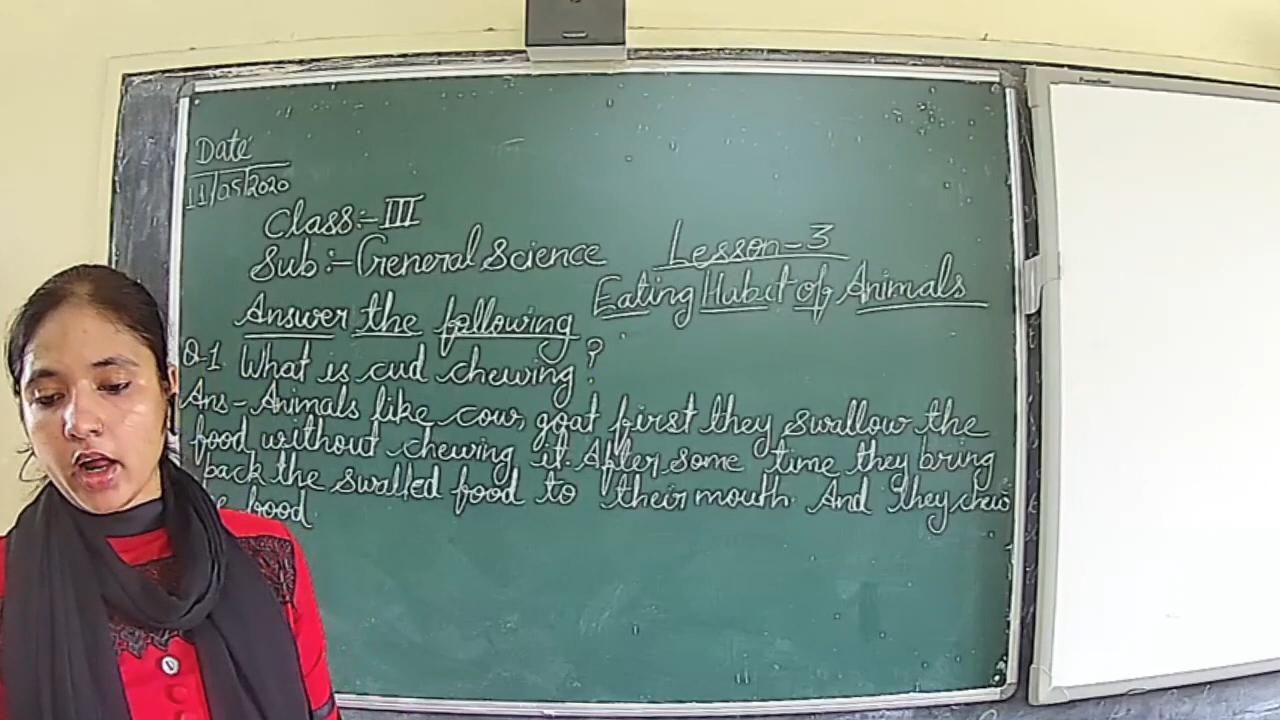 Date
11/05/2020
Class:- III
Sub:- General Science
Lesson-3
Eating Habit of Animals
Answer the following
Q-1 What is cud chewing?
Ans- Animals like cow, goat first they swallow the
food without chewing it. After some time they bring
back the swalled food to their mouth. And they chew
food.